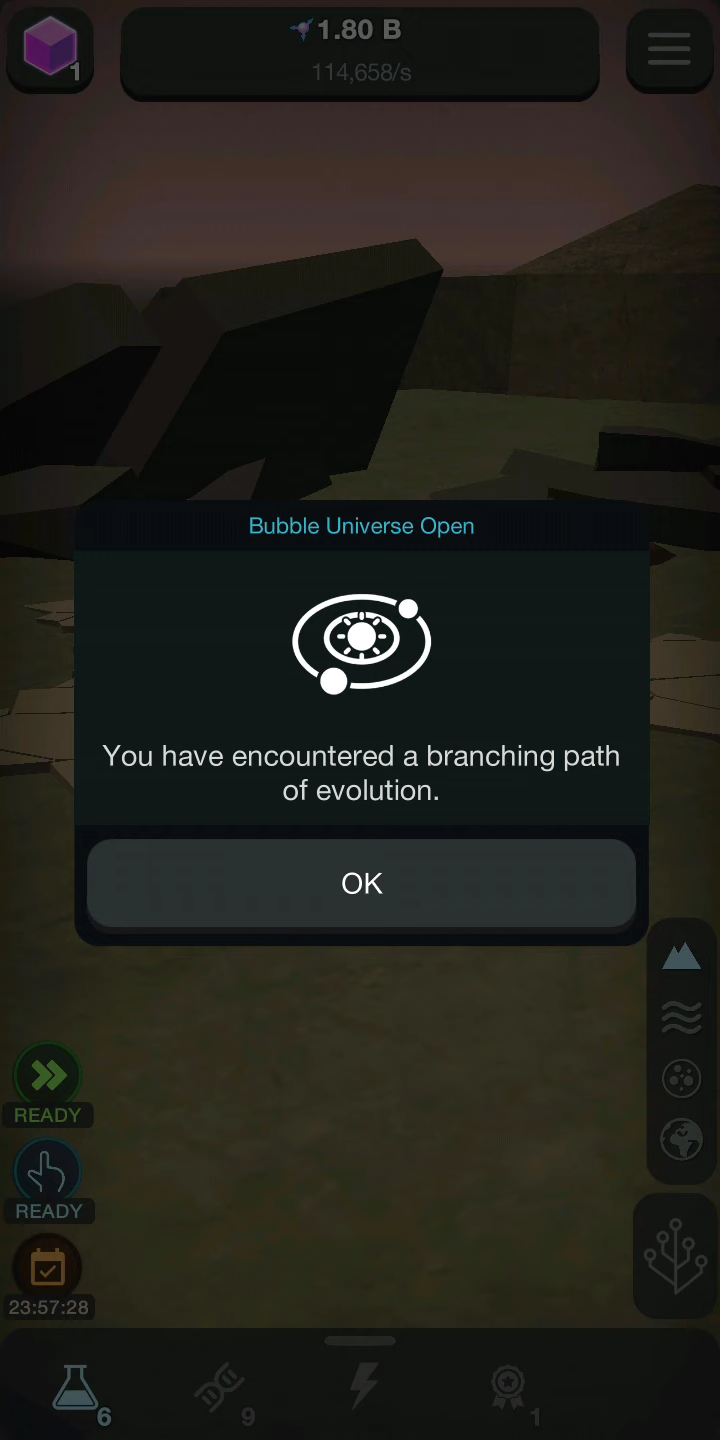 1.80 B
114,658/s
1
Bubble Universe Open
You have encountered a branching path
of evolution.
OK
READY
READY
23:57:28
6
9
1